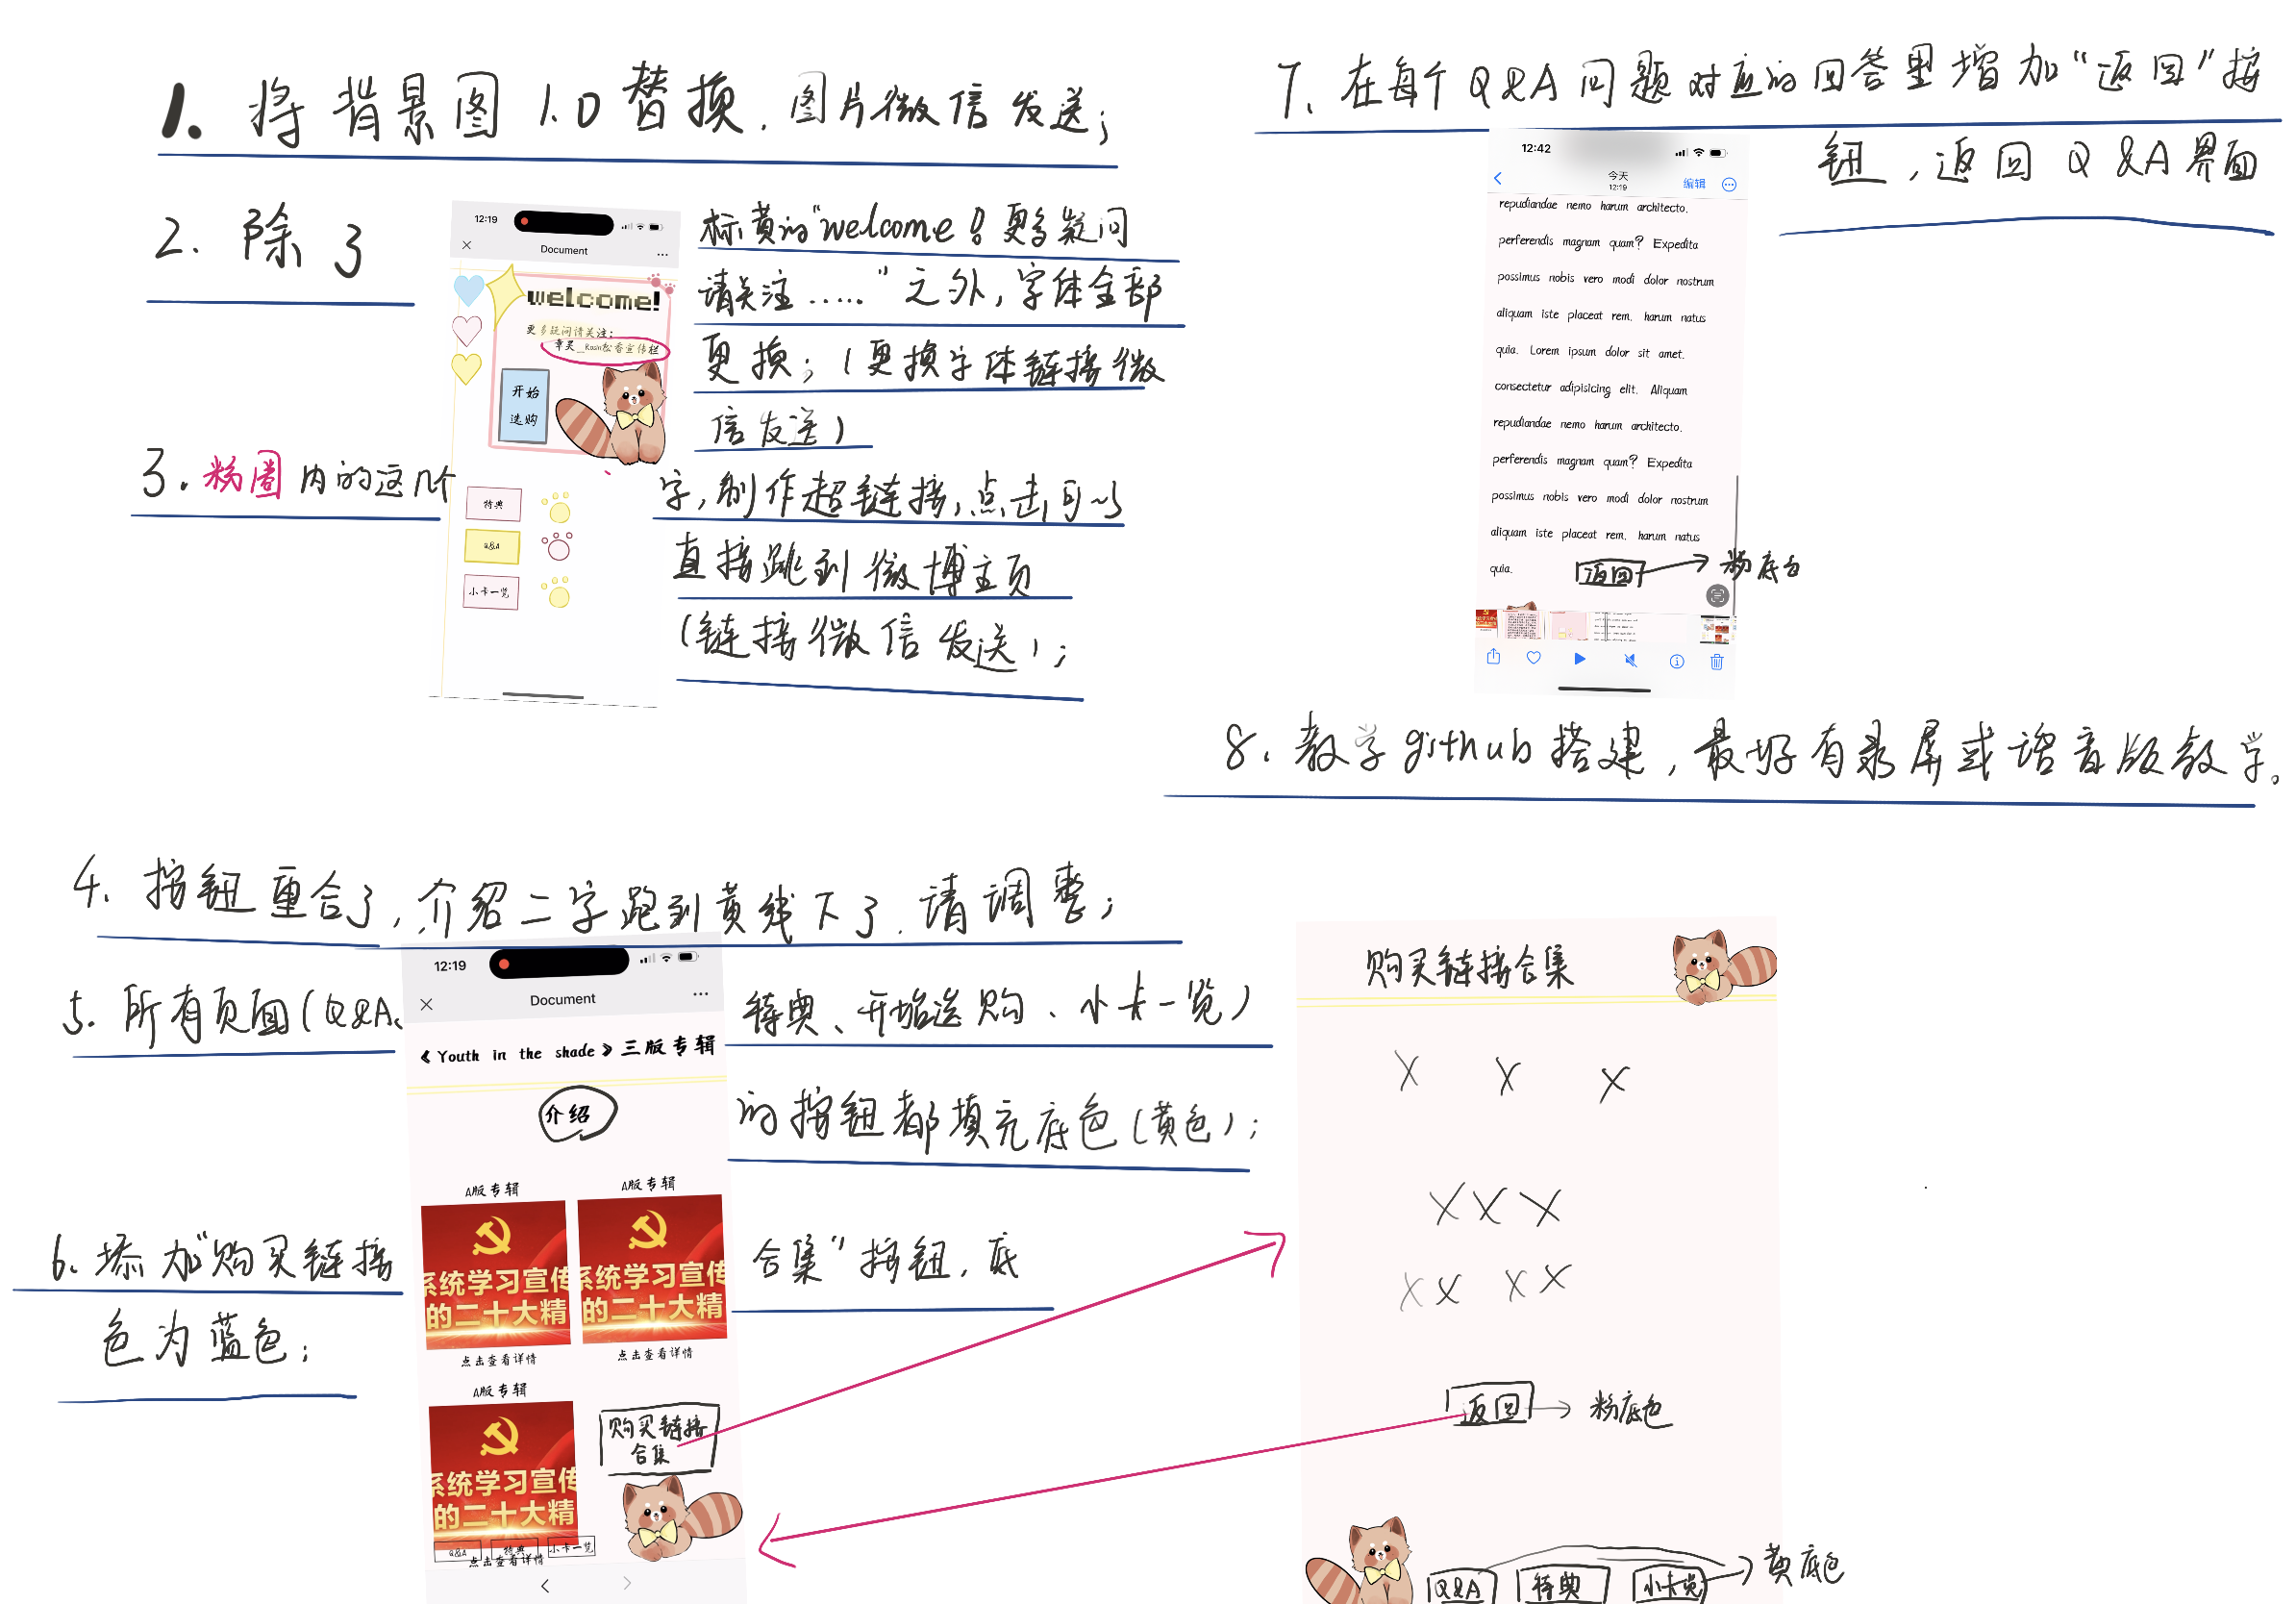 1. 将背景图1.0替换,图片微信发送;
2. 除了
标黄的"welcome!更多疑问
请关注....."之外,字体全部
更换;(更换字体链接微
信发送)
12:19
Document
welcome!
更多疑问请关注:
Rosin松香宣传栏
开始
选购
3. 粉圈内的这几个
字,制作超链接,点击可以
直接跳到微博主页
(链接微信发送);
特典
Q&A
小卡一览
4. 按钮重合了,介绍二字跑到黄线下了,请调整;
5. 所有页面(Q&A、
特典、开始选购、小卡一览)
的按钮都填充底色(黄色);
12:19
Document
《Youth in the shade》三版专辑
介绍
A版专辑
A版专辑
系统学习宣传
的二十大精
系统学习宣传
的二十大精
点击查看详情
点击查看详情
6. 添加"购买链接
合集"按钮,底
色为蓝色;
A版专辑
系统学习宣传
的二十大精
购买链接
合集
Q&A 特典 小卡一览
点击查看详情
7、在每个Q&A问题对应的回答里增加"返回"按
钮,返回Q&A界面
12:42
今天
12:19
编辑
repudiandae nemo harum architecto.
perferendis magnam quam? Expedita
possimus nobis vero modi dolor nostrum
aliquam iste placeat rem. harum natus
quia. Lorem ipsum dolor sit amet.
consectetur adipisicing elit. Aliquam
repudiandae nemo harum architecto.
perferendis magnam quam? Expedita
possimus nobis vero modi dolor nostrum
aliquam iste placeat rem. harum natus
quia.
返回
粉底色
8、教学github搭建,最好有录屏或语音版教学。
购买链接合集
X X X
X X X
X X X X
返回
粉底色
Q&A 特典 小卡一览
黄底色